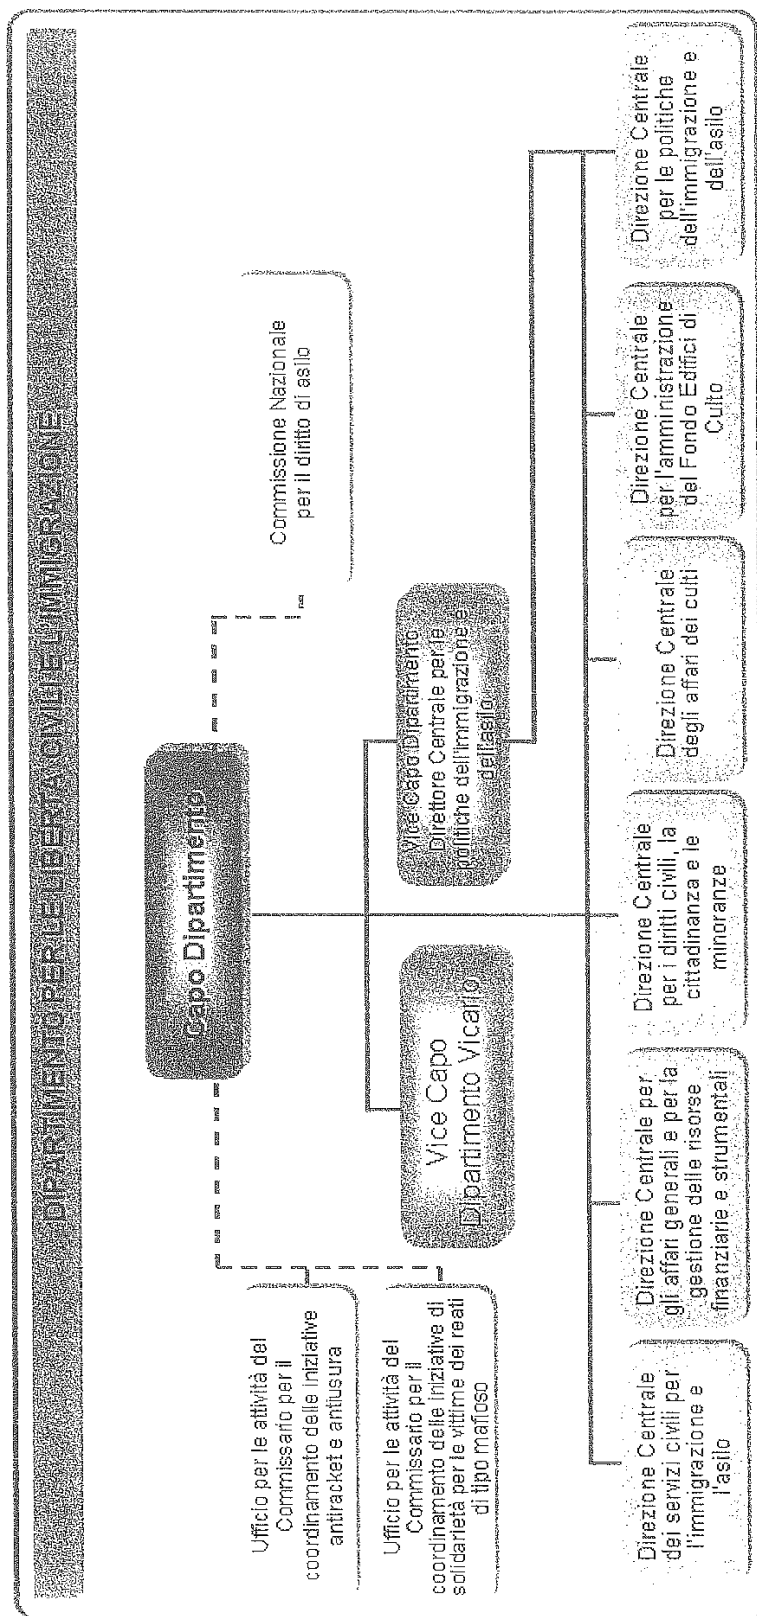 DIPARTIMENTO PER LE LIBERTA' CIVILI E L'IMMIGRAZIONE
Capo Dipartimento
Commissione Nazionale
per il diritto di asilo
Ufficio per le attività del
Commissario per il
coordinamento delle iniziative
antiracket e antiusura
Ufficio per le attività del
Commissario per il
coordinamento delle iniziative di
solidarietà per le vittime dei reati
di tipo mafioso
Vice Capo
Dipartimento Vicario
Vice Capo Dipartimento
Direttore Centrale per le
politiche dell'immigrazione e
dell'asilo
Direzione Centrale
dei servizi civili per
l'immigrazione e
l'asilo
Direzione Centrale per
gli affari generali e per la
gestione delle risorse
finanziarie e strumentali
Direzione Centrale
per i diritti civili, la
cittadinanza e le
minoranze
Direzione Centrale
degli affari dei culti
Direzione Centrale
per l'amministrazione
del Fondo Edifici di
Culto
Direzione Centrale
per le politiche
dell'immigrazione e
dell'asilo